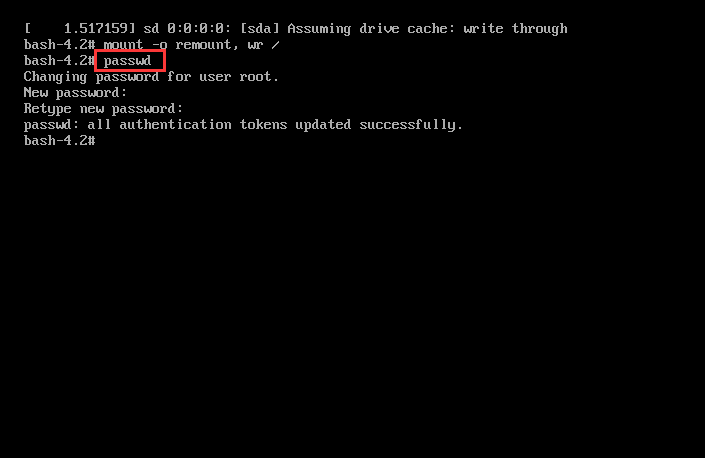 [    1.517159] sd 0:0:0:0: [sda] Assuming drive cache: write through
bash-4.2# mount -o remount, wr /
bash-4.2# passwd
Changing password for user root.
New password:
Retype new password:
passwd: all authentication tokens updated successfully.
bash-4.2#